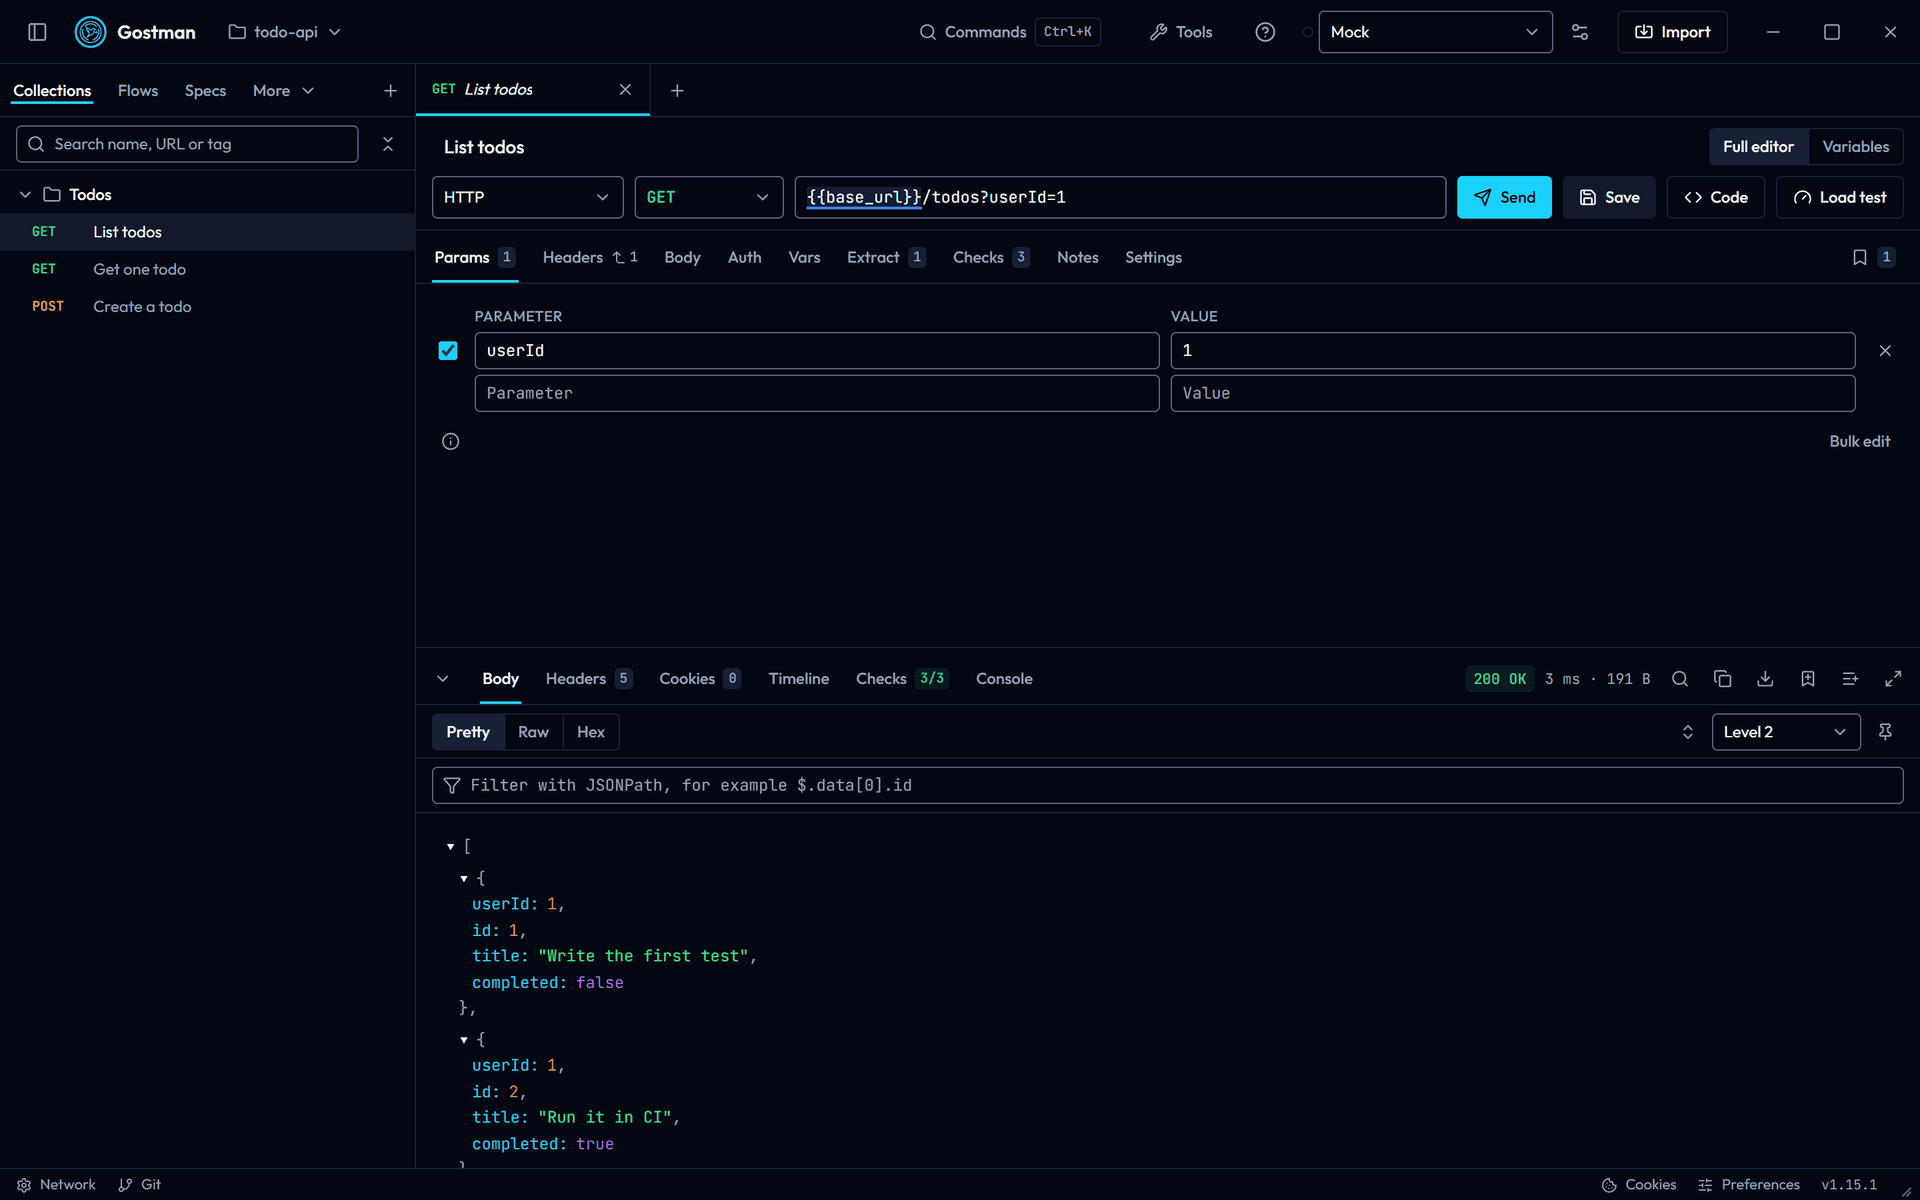 Gostman todo-api Commands Ctrl+K Tools Mock Import
Collections Flows Specs More GET List todos
Search name, URL or tag
List todos Full editor Variables
Todos
GET List todos
GET Get one todo
POST Create a todo
HTTP GET {{base_url}}/todos?userId=1 Send Save Code Load test
Params 1 Headers 1 Body Auth Vars Extract 1 Checks 3 Notes Settings 1
PARAMETER VALUE
userId 1
Parameter Value
Bulk edit
Body Headers 5 Cookies 0 Timeline Checks 3/3 Console 200 OK 3 ms · 191 B
Pretty Raw Hex Level 2
Filter with JSONPath, for example $.data[0].id
[
{
userId: 1,
id: 1,
title: "Write the first test",
completed: false
},
{
userId: 1,
id: 2,
title: "Run it in CI",
completed: true
}
Network Git Cookies Preferences v1.15.1